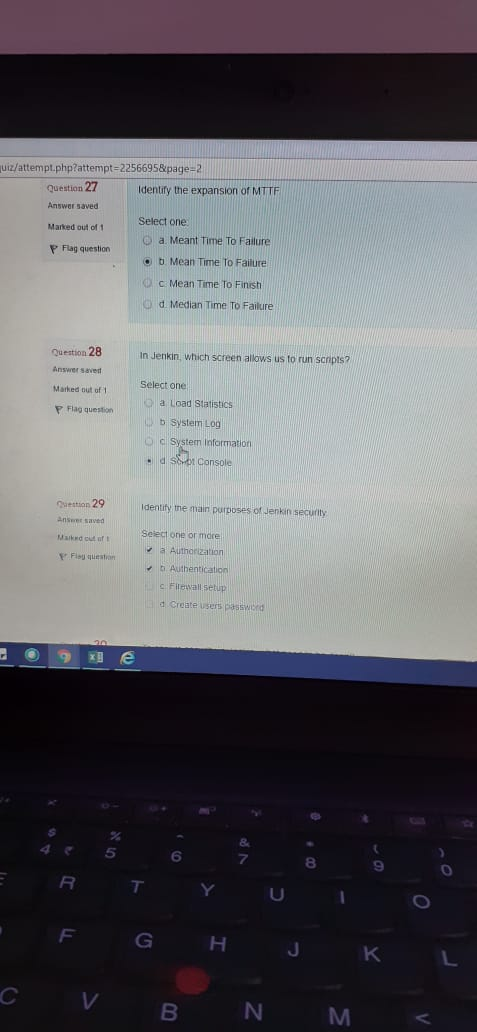 quiz/attempt.php?attempt=2256695&page=2
Question 27
Answer saved
Marked out of 1
Flag question
Identify the expansion of MTTF
Select one:
a. Meant Time To Failure
b. Mean Time To Failure
c. Mean Time To Finish
d. Median Time To Failure
Question 28
Answer saved
Marked out of 1
Flag question
In Jenkin, which screen allows us to run scripts?
Select one:
a. Load Statistics
b. System Log
c. System Information
d. Script Console
Question 29
Answer saved
Marked out of 1
Flag question
Identify the main purposes of Jenkin security.
Select one or more:
a. Authorization
b. Authentication
c. Firewall setup
d. Create users password
30
$ % ^ & * ( )
4 ₹ 5 6 7 8 9 0
E R T Y U I O
F G H J K L
C V B N M <